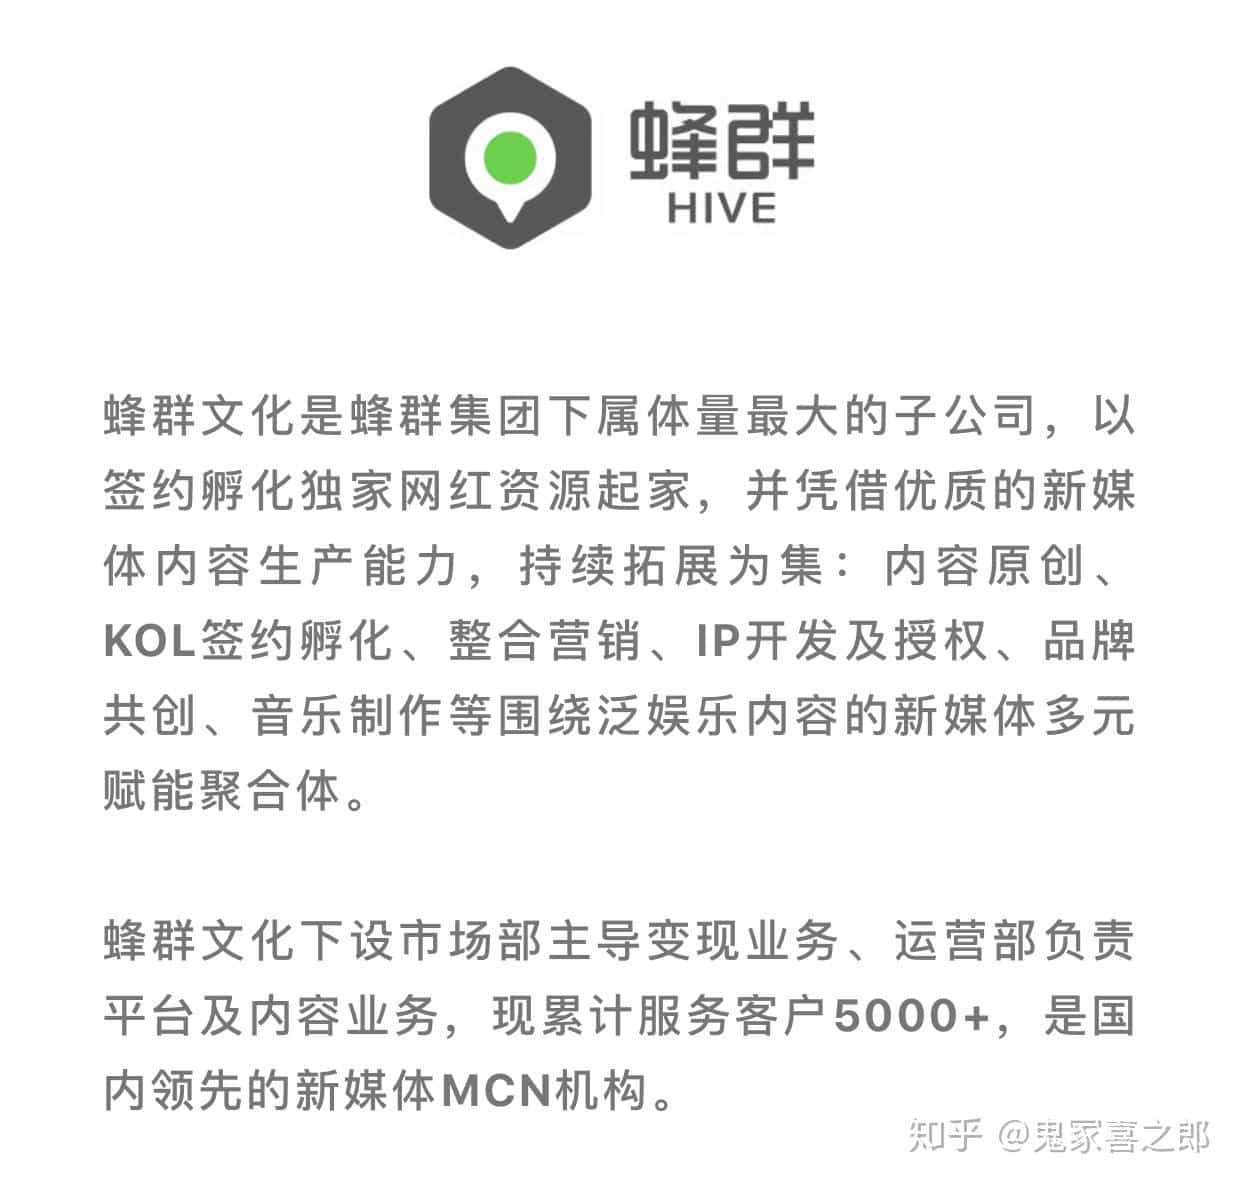 蜂群
HIVE
蜂群文化是蜂群集团下属体量最大的子公司，以
签约孵化独家网红资源起家，并凭借优质的新媒
体内容生产能力，持续拓展为集：内容原创、
KOL签约孵化、整合营销、IP开发及授权、品牌
共创、音乐制作等围绕泛娱乐内容的新媒体多元
赋能聚合体。
蜂群文化下设市场部主导变现业务、运营部负责
平台及内容业务，现累计服务客户5000+，是国
内领先的新媒体MCN机构。
知乎 @鬼冢喜之郎